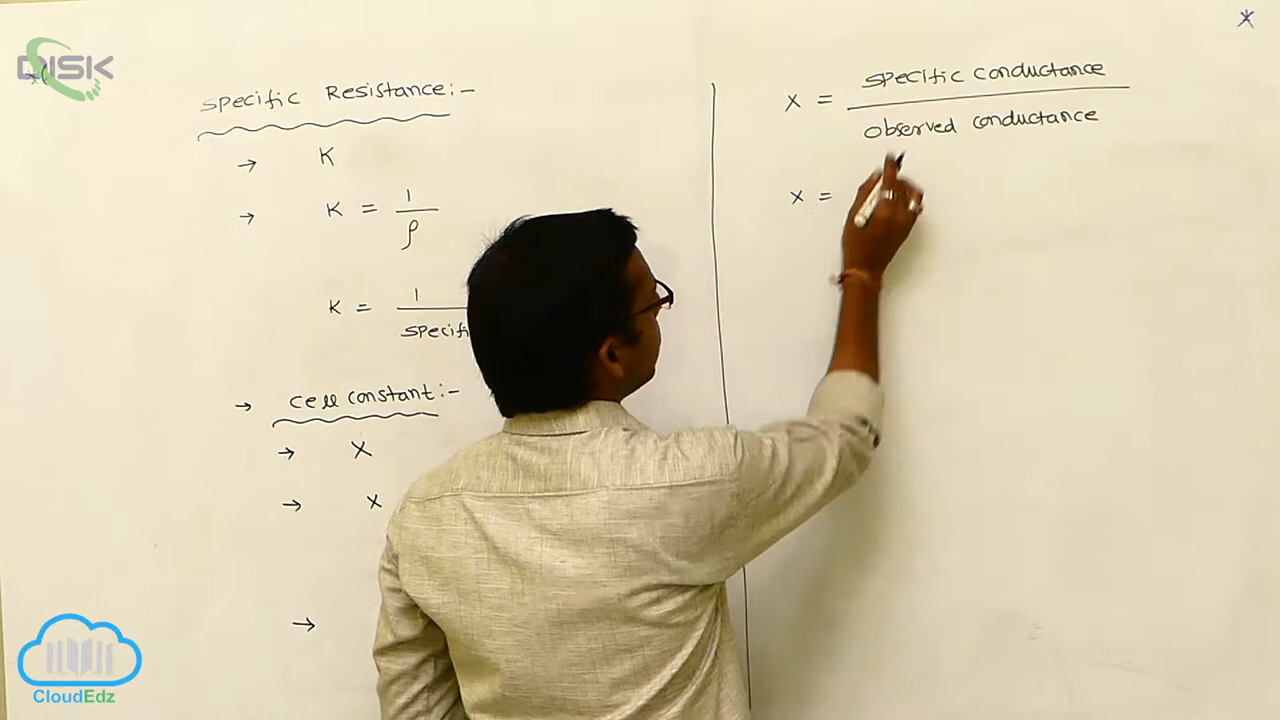 DISK
*(
Specific Resistance:-
→ K
→ K = 1/ρ
K = 1/specifi
→ cell constant:-
→ X
→ x
→
*
x = specific conductance / observed conductance
x =
CloudEdz